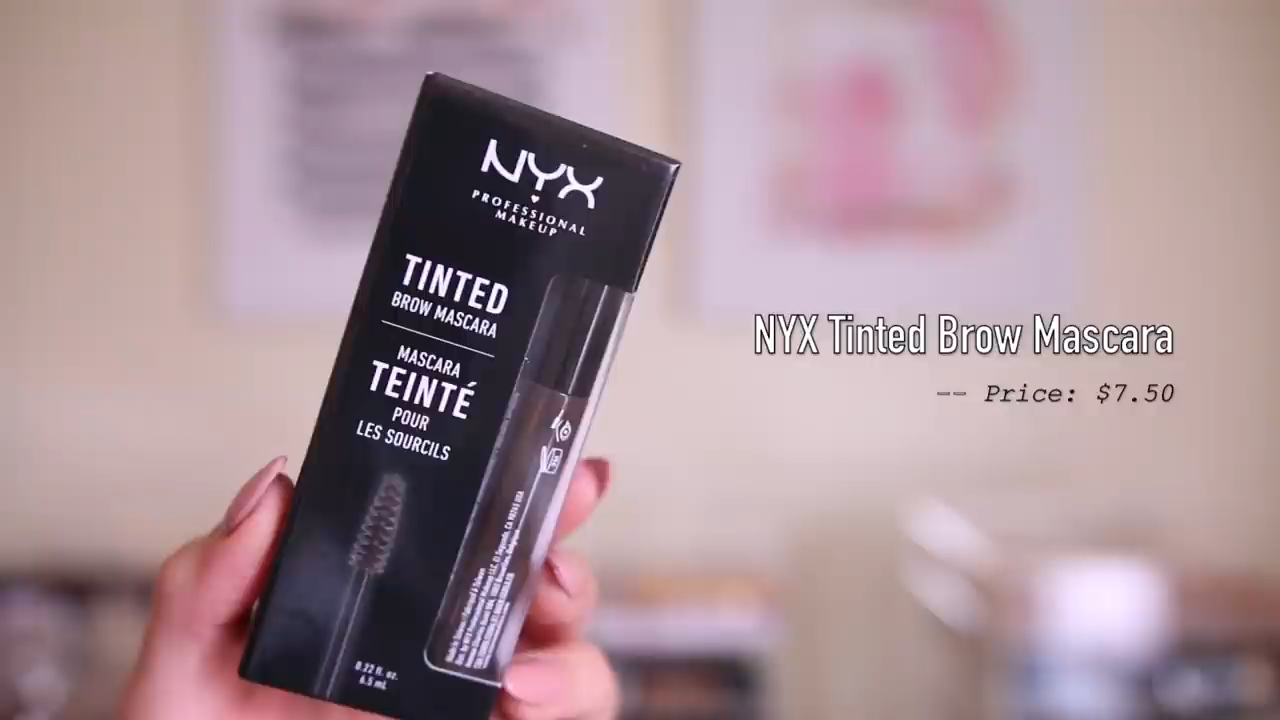 NYX
PROFESSIONAL
MAKEUP
TINTED
BROW MASCARA
MASCARA
TEINTÉ
POUR
LES SOURCILS
0.22 fl. oz.
6.5 mL
NYX Tinted Brow Mascara
-- Price: $7.50